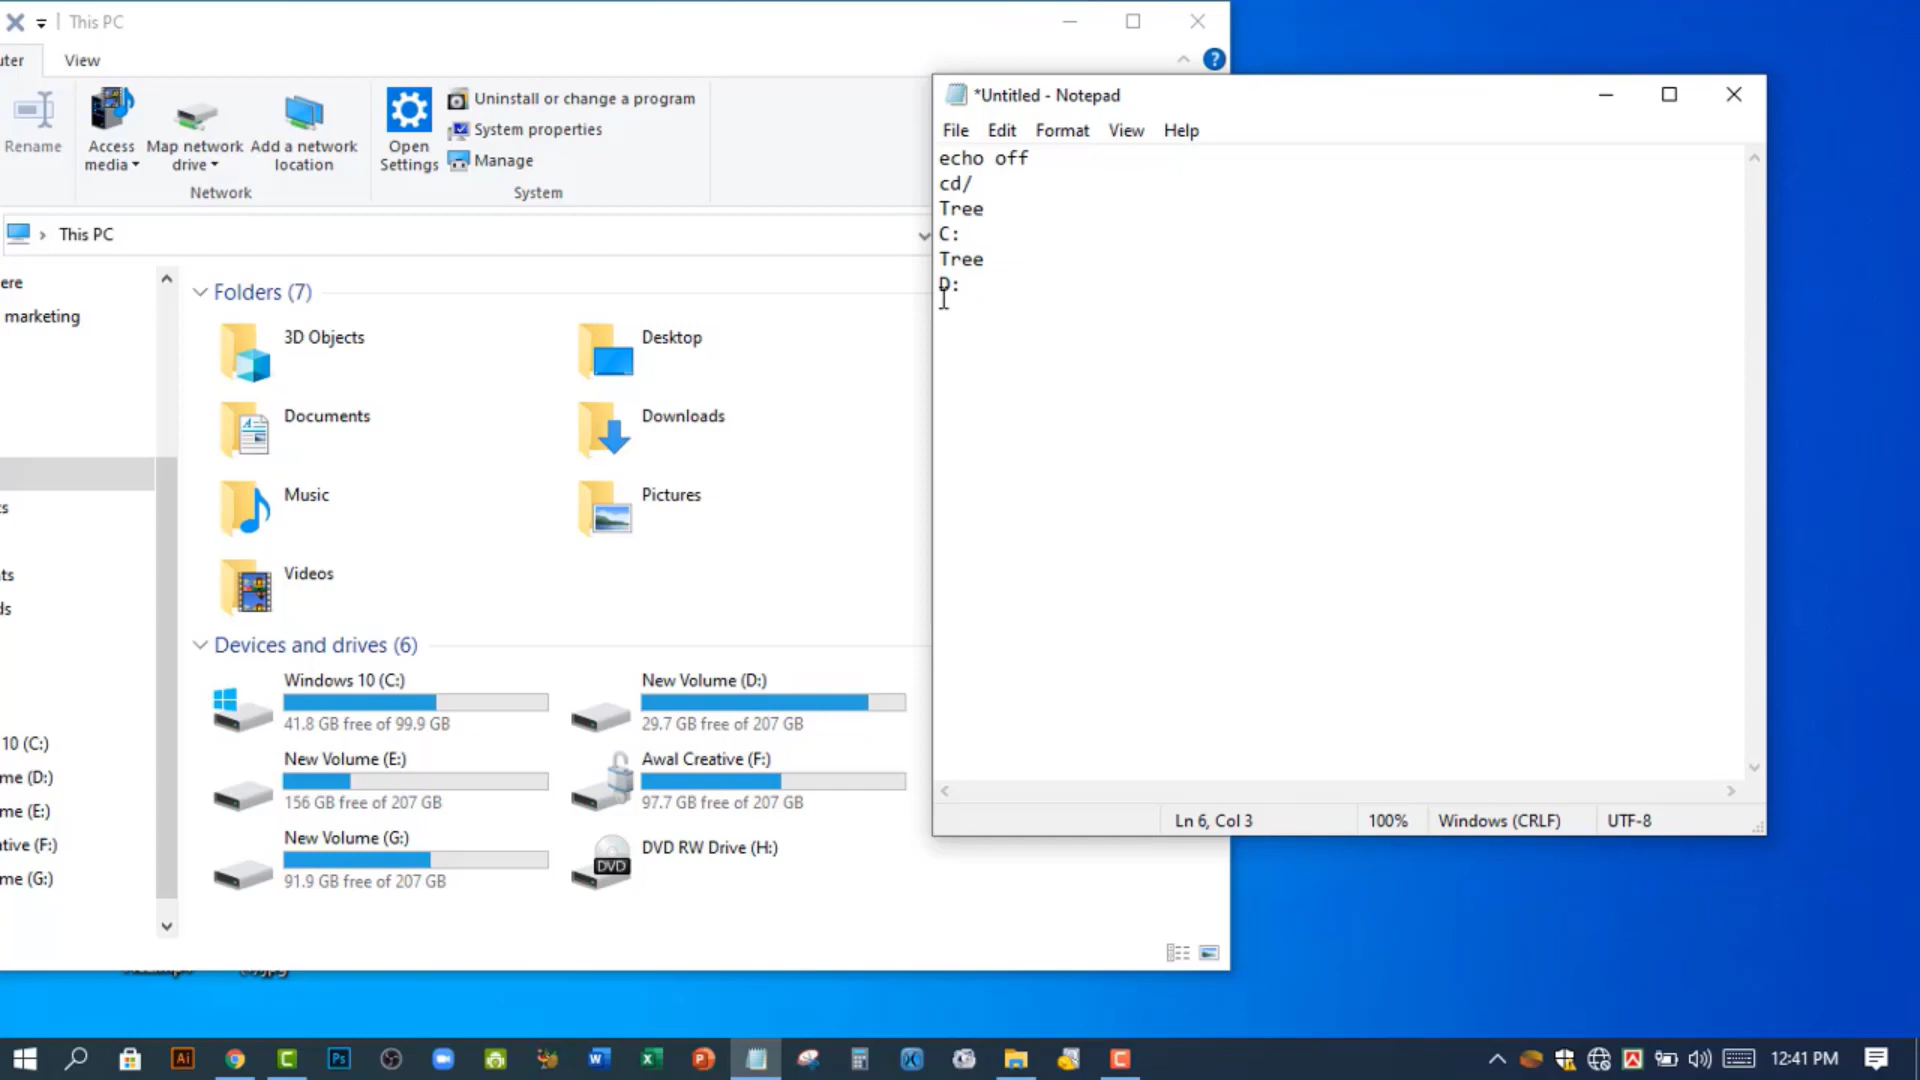 This PC
uter
View
Rename
Access media
Map network drive
Add a network location
Network
Open Settings
Uninstall or change a program
System properties
Manage
System
This PC
ere
marketing
ts
ds
10 (C:)
me (D:)
me (E:)
tive (F:)
me (G:)
Folders (7)
3D Objects
Desktop
Documents
Downloads
Music
Pictures
Videos
Devices and drives (6)
Windows 10 (C:)
41.8 GB free of 99.9 GB
New Volume (D:)
29.7 GB free of 207 GB
New Volume (E:)
156 GB free of 207 GB
Awal Creative (F:)
97.7 GB free of 207 GB
New Volume (G:)
91.9 GB free of 207 GB
DVD RW Drive (H:)
DVD
*Untitled - Notepad
File Edit Format View Help
echo off
cd/
Tree
C:
Tree
D:
Ln 6, Col 3
100%
Windows (CRLF)
UTF-8
Ai
Ps
12:41 PM